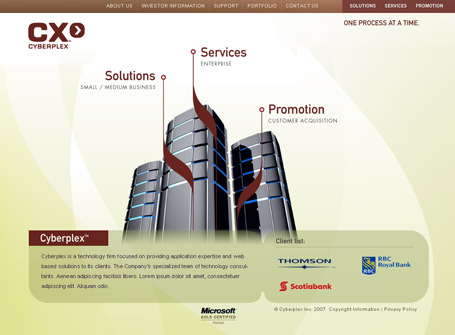 ABOUT US | INVESTOR INFORMATION | SUPPORT | PORTFOLIO | CONTACT US
SOLUTIONS SERVICES PROMOTION
CX
CYBERPLEX
ONE PROCESS AT A TIME.
Services
ENTERPRISE
Solutions
SMALL / MEDIUM BUSINESS
Promotion
CUSTOMER ACQUISITION
Cyberplex™
Cyberplex is a technology firm focused on providing application expertise and web
based solutions to its clients. The Company's specialized team of technology consul-
tants. Aenean adipiscing facilisis libero. Lorem ipsum dolor sit amet, consectetuer
adipiscing elit. Aliquam odio.
Client list:
THOMSON
RBC
RBC
Royal Bank
Scotiabank
Microsoft
GOLD CERTIFIED
Partner
© Cyberplex Inc. 2007 Copyright Information | Privacy Policy